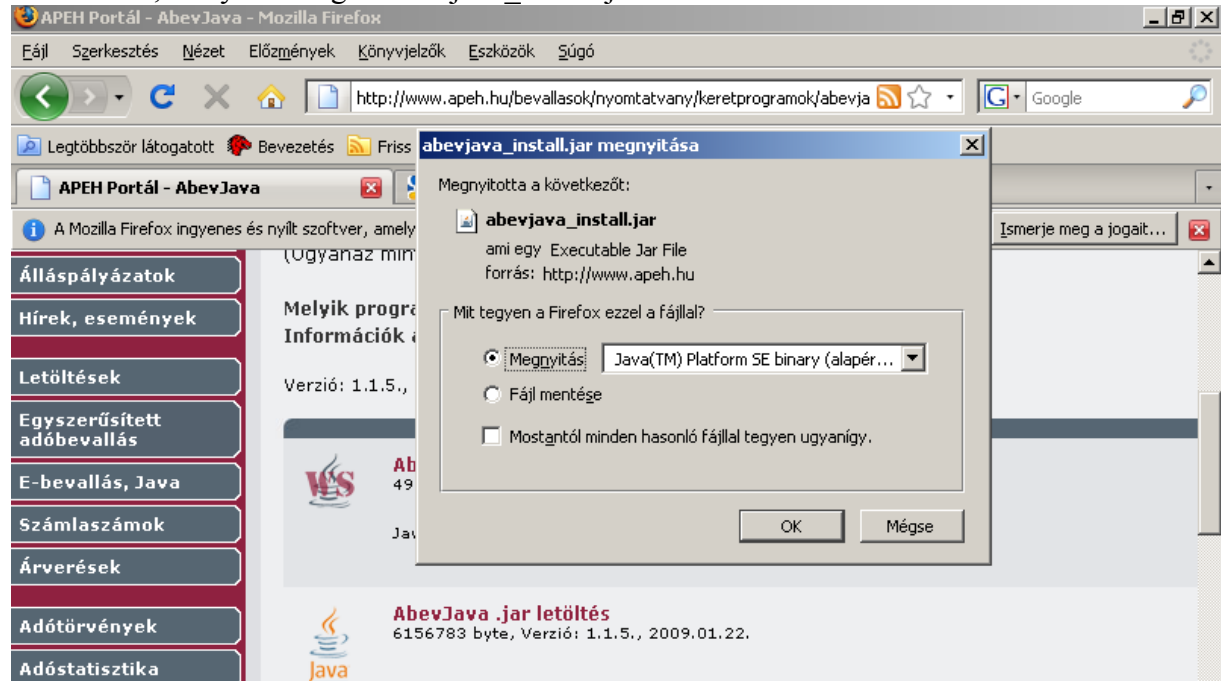 APEH Portál - AbevJava - Mozilla Firefox
Fájl Szerkesztés Nézet Előzmények Könyvjelzők Eszközök Súgó
http://www.apeh.hu/bevallasok/nyomtatvany/keretprogramok/abevja
G Google
Legtöbbször látogatott Bevezetés Friss
APEH Portál - AbevJava
A Mozilla Firefox ingyenes és nyílt szoftver, amely
Ismerje meg a jogait...
abevjava_install.jar megnyitása
Megnyitotta a következőt:
abevjava_install.jar
ami egy Executable Jar File
forrás: http://www.apeh.hu
Mit tegyen a Firefox ezzel a fájllal?
Megnyitás Java(TM) Platform SE binary (alapér...
Fájl mentése
Mostantól minden hasonló fájllal tegyen ugyanígy.
OK Mégse
Álláspályázatok
Hírek, események
Letöltések
Egyszerűsített
adóbevallás
E-bevallás, Java
Számlaszámok
Árverések
Adótörvények
Adóstatisztika
Melyik progra
Információk
Verzió: 1.1.5.,
WS
Ab
49
Jav
AbevJava .jar letöltés
6156783 byte, Verzió: 1.1.5., 2009.01.22.
Java